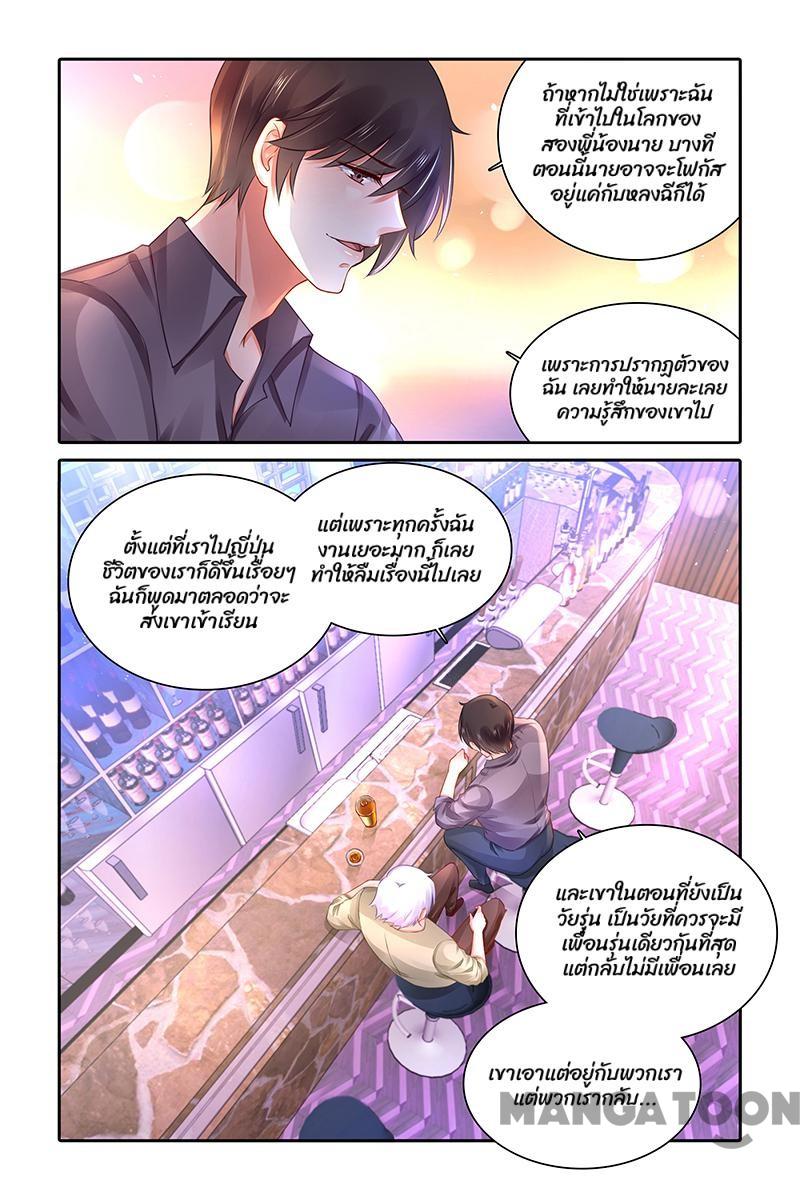 ถ้าหากไม่ใช่เพราะฉัน
ที่เข้าไปในโลกของ
สองพี่น้องนาย บางที
ตอนนี้นายอาจจะโฟกัส
อยู่แค่กับหลงฉีก็ได้
เพราะการปรากฏตัวของ
ฉัน เลยทำให้นายละเลย
ความรู้สึกของเขาไป
ตั้งแต่ที่เราไปญี่ปุ่น
ชีวิตของเราก็ดีขึ้นเรื่อยๆ
ฉันก็พูดมาตลอดว่าจะ
ส่งเขาเข้าเรียน
แต่เพราะทุกครั้งฉัน
งานเยอะมาก ก็เลย
ทำให้ลืมเรื่องนี้ไปเลย
และเขาในตอนที่ยังเป็น
วัยรุ่น เป็นวัยที่ควรจะมี
เพื่อนรุ่นเดียวกันที่สุด
แต่กลับไม่มีเพื่อนเลย
เขาเอาแต่อยู่กับพวกเรา
แต่พวกเรากลับ...
MANGATOON